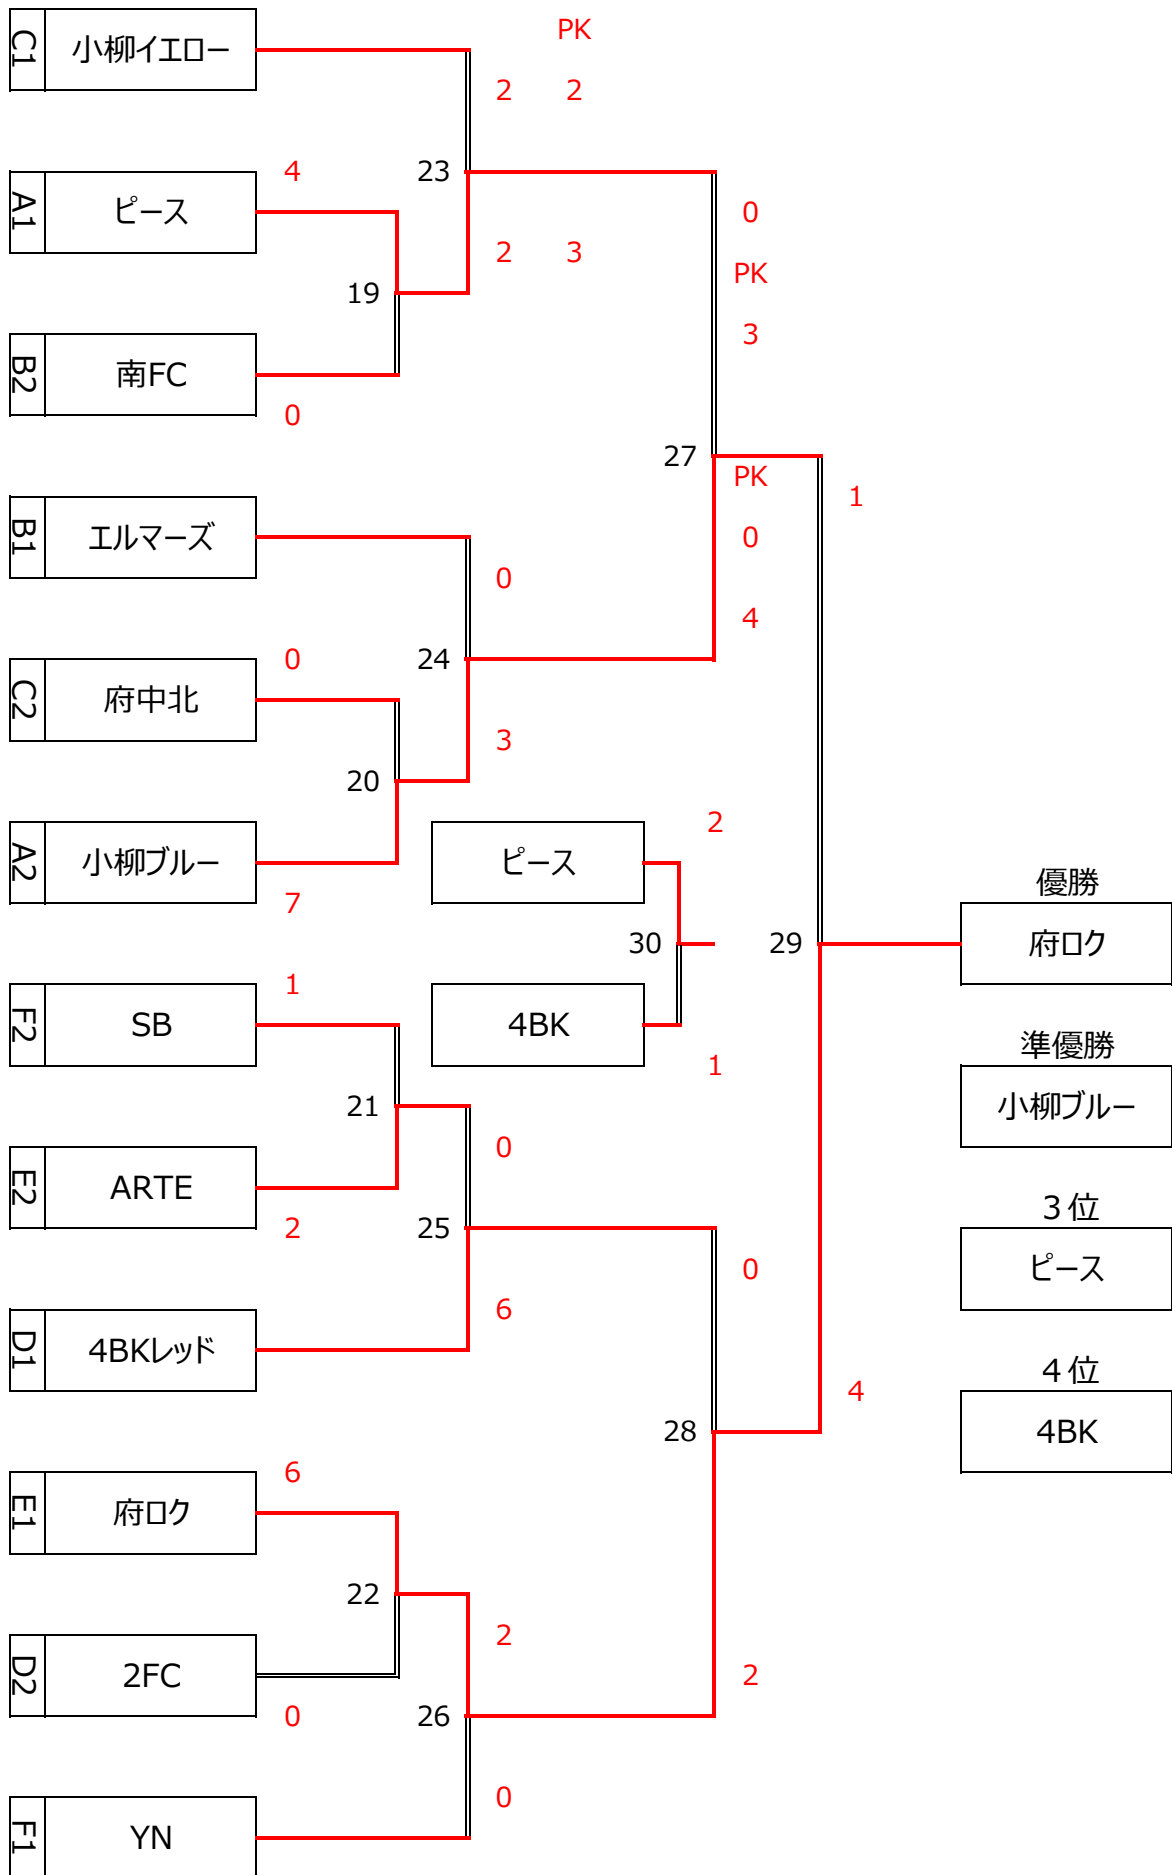 C1 小柳イエロー
PK
2 2
23
4
A1 ピース
0
2 3
PK
19
3
B2 南FC
0
27
PK
1
B1 エルマーズ
0
0
4
0
24
C2 府中北
3
20
2
A2 小柳ブルー
ピース
優勝
7
30
29
府ロク
1
F2 SB
4BK
準優勝
1
小柳ブルー
21
0
E2 ARTE
3位
2
25
ピース
0
6
D1 4BKレッド
4位
4
28
4BK
6
E1 府ロク
22
2
D2 2FC
2
0
26
0
F1 YN